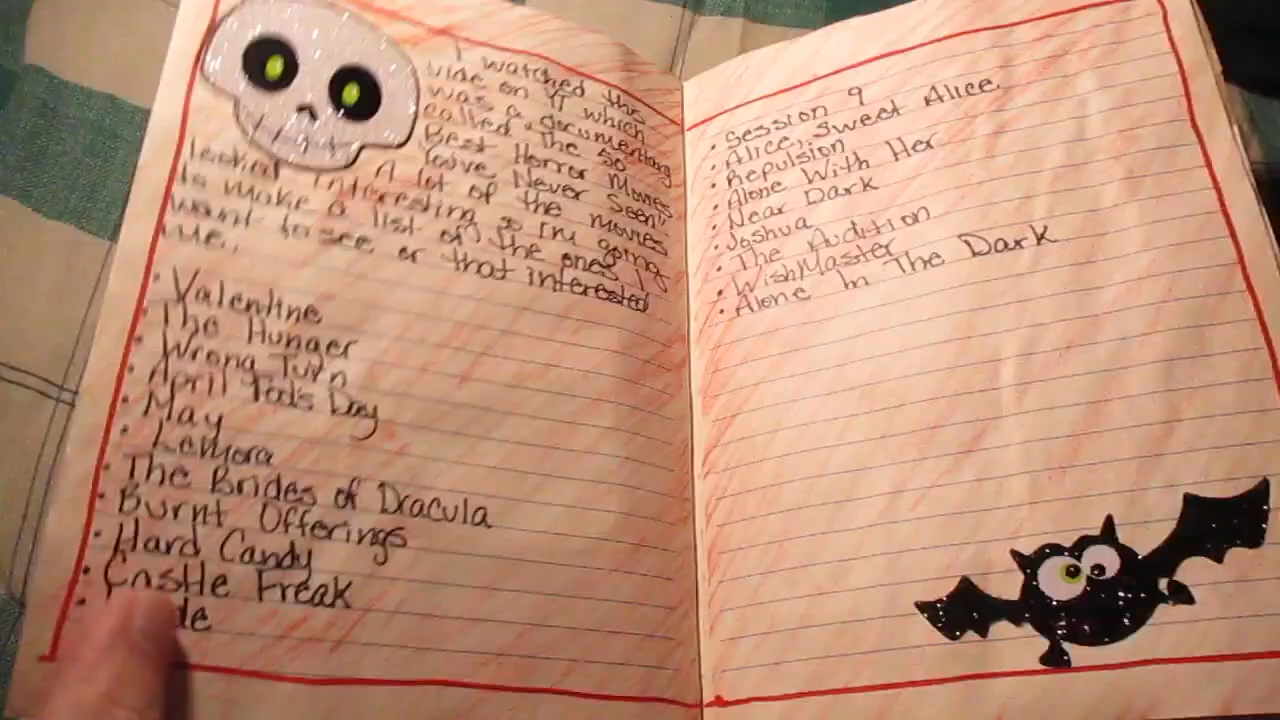 I watched this
vide on YT which
was a documentary
called "The 50
Best Horror Movies
You've Never Seen".
A lot of the movies
looked interesting so I'm going
to make a list of the ones I
want to see or that interested
me.
• Valentine
• The Hunger
• Wrong Turn
• April Fools Day
• May
• Lemora
• The Brides of Dracula
• Burnt Offerings
• Hard Candy
• Castle Freak
• Session 9
• Alice, Sweet Alice
• Repulsion
• Alone With Her
• Near Dark
• Joshua
• The Audition
• WishMaster
• Alone In The Dark